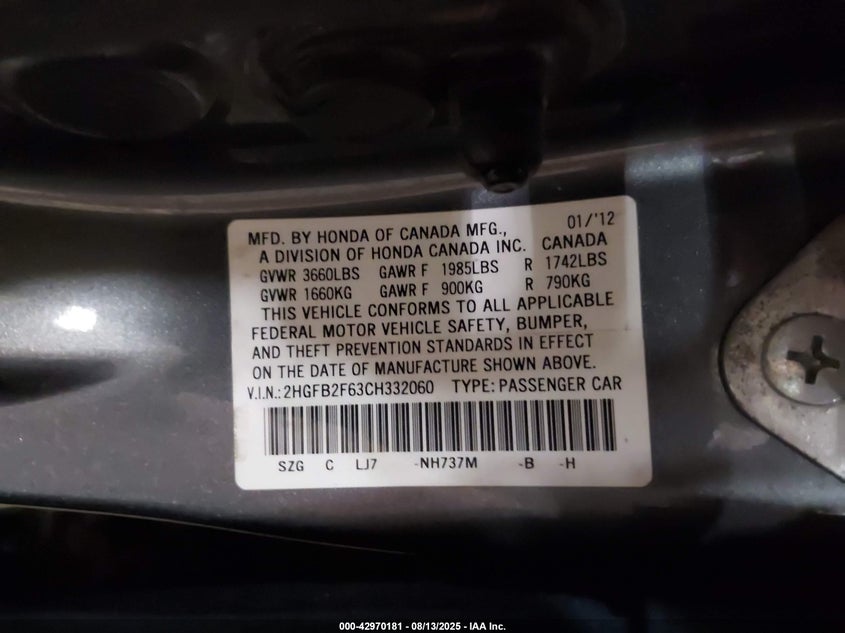 MFD. BY HONDA OF CANADA MFG., 01/'12
A DIVISION OF HONDA CANADA INC. CANADA
GVWR 3660LBS GAWR F 1985LBS R 1742LBS
GVWR 1660KG GAWR F 900KG R 790KG
THIS VEHICLE CONFORMS TO ALL APPLICABLE
FEDERAL MOTOR VEHICLE SAFETY, BUMPER,
AND THEFT PREVENTION STANDARDS IN EFFECT
ON THE DATE OF MANUFACTURE SHOWN ABOVE.
V.I.N.: 2HGFB2F63CH332060 TYPE: PASSENGER CAR
SZG C LJ7 -NH737M -B -H
000-42970181 - 08/13/2025 - IAA Inc.